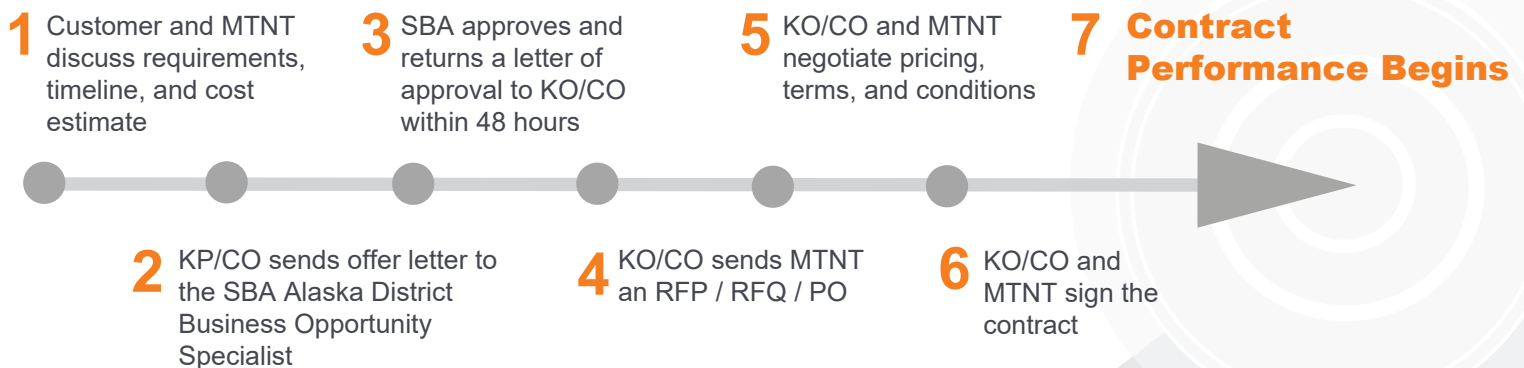 1 Customer and MTNT
discuss requirements,
timeline, and cost
estimate
2 KP/CO sends offer letter to
the SBA Alaska District
Business Opportunity
Specialist
3 SBA approves and
returns a letter of
approval to KO/CO
within 48 hours
4 KO/CO sends MTNT
an RFP / RFQ / PO
5 KO/CO and MTNT
negotiate pricing,
terms, and conditions
6 KO/CO and
MTNT sign the
contract
7 Contract
Performance Begins